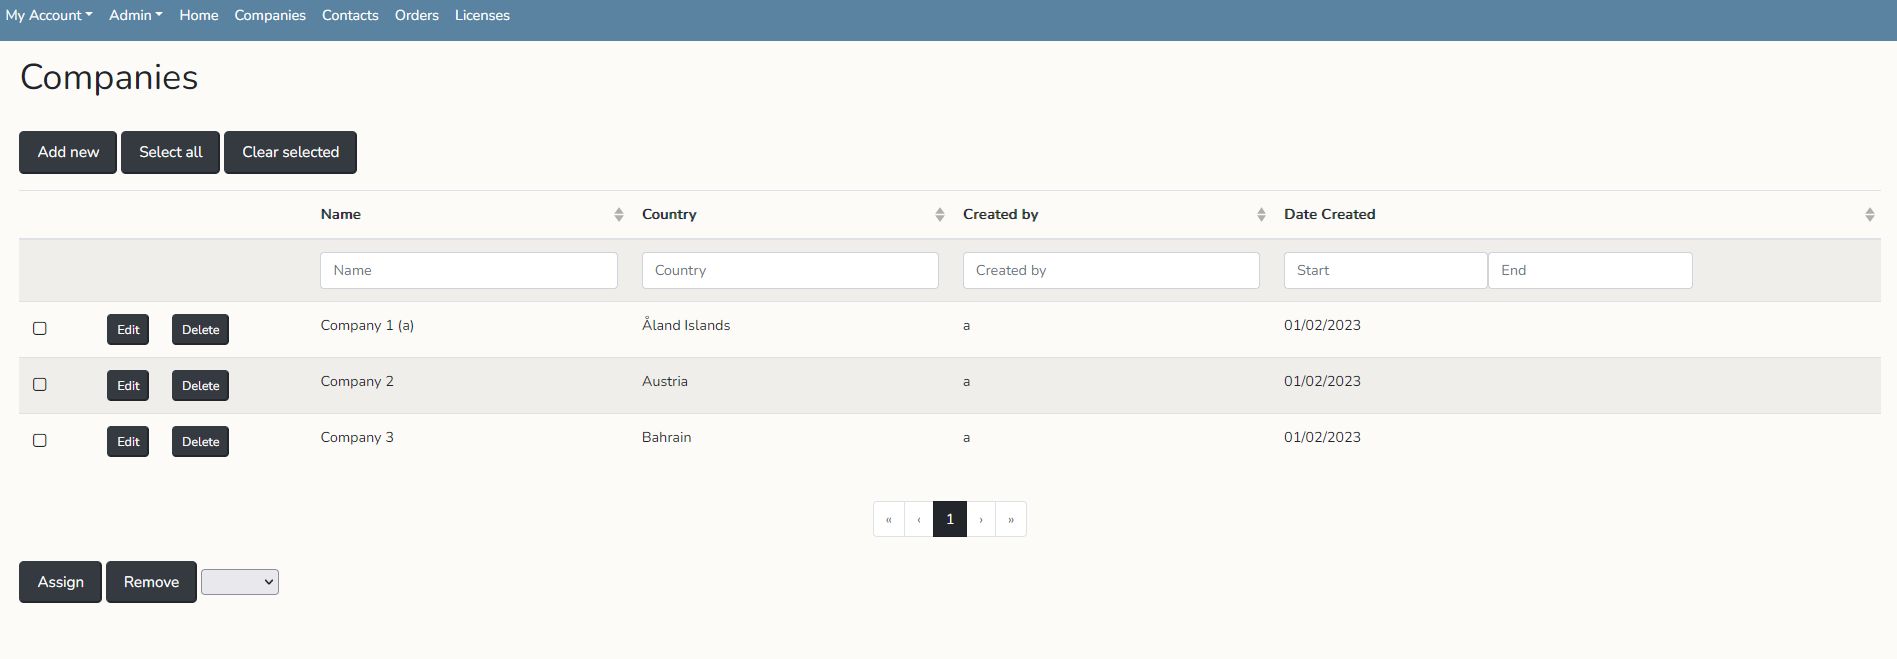 My Account Admin Home Companies Contacts Orders Licenses
Companies
Add new Select all Clear selected
Name Country Created by Date Created
Name Country Created by Start End
Edit Delete Company 1 (a) Åland Islands a 01/02/2023
Edit Delete Company 2 Austria a 01/02/2023
Edit Delete Company 3 Bahrain a 01/02/2023
« ‹ 1 › »
Assign Remove